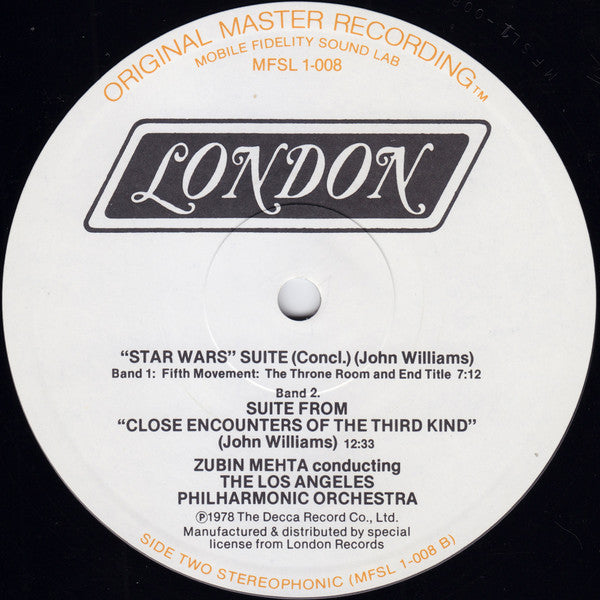 ORIGINAL MASTER RECORDING™
MOBILE FIDELITY SOUND LAB
MFSL 1-008
MFSL1-008
LONDON
“STAR WARS” SUITE (Concl.) (John Williams)
Band 1: Fifth Movement: The Throne Room and End Title 7:12
Band 2.
SUITE FROM
“CLOSE ENCOUNTERS OF THE THIRD KIND”
(John Williams) 12:33
ZUBIN MEHTA conducting
THE LOS ANGELES
PHILHARMONIC ORCHESTRA
℗1978 The Decca Record Co., Ltd.
Manufactured & distributed by special
license from London Records
SIDE TWO STEREOPHONIC (MFSL 1-008 B)